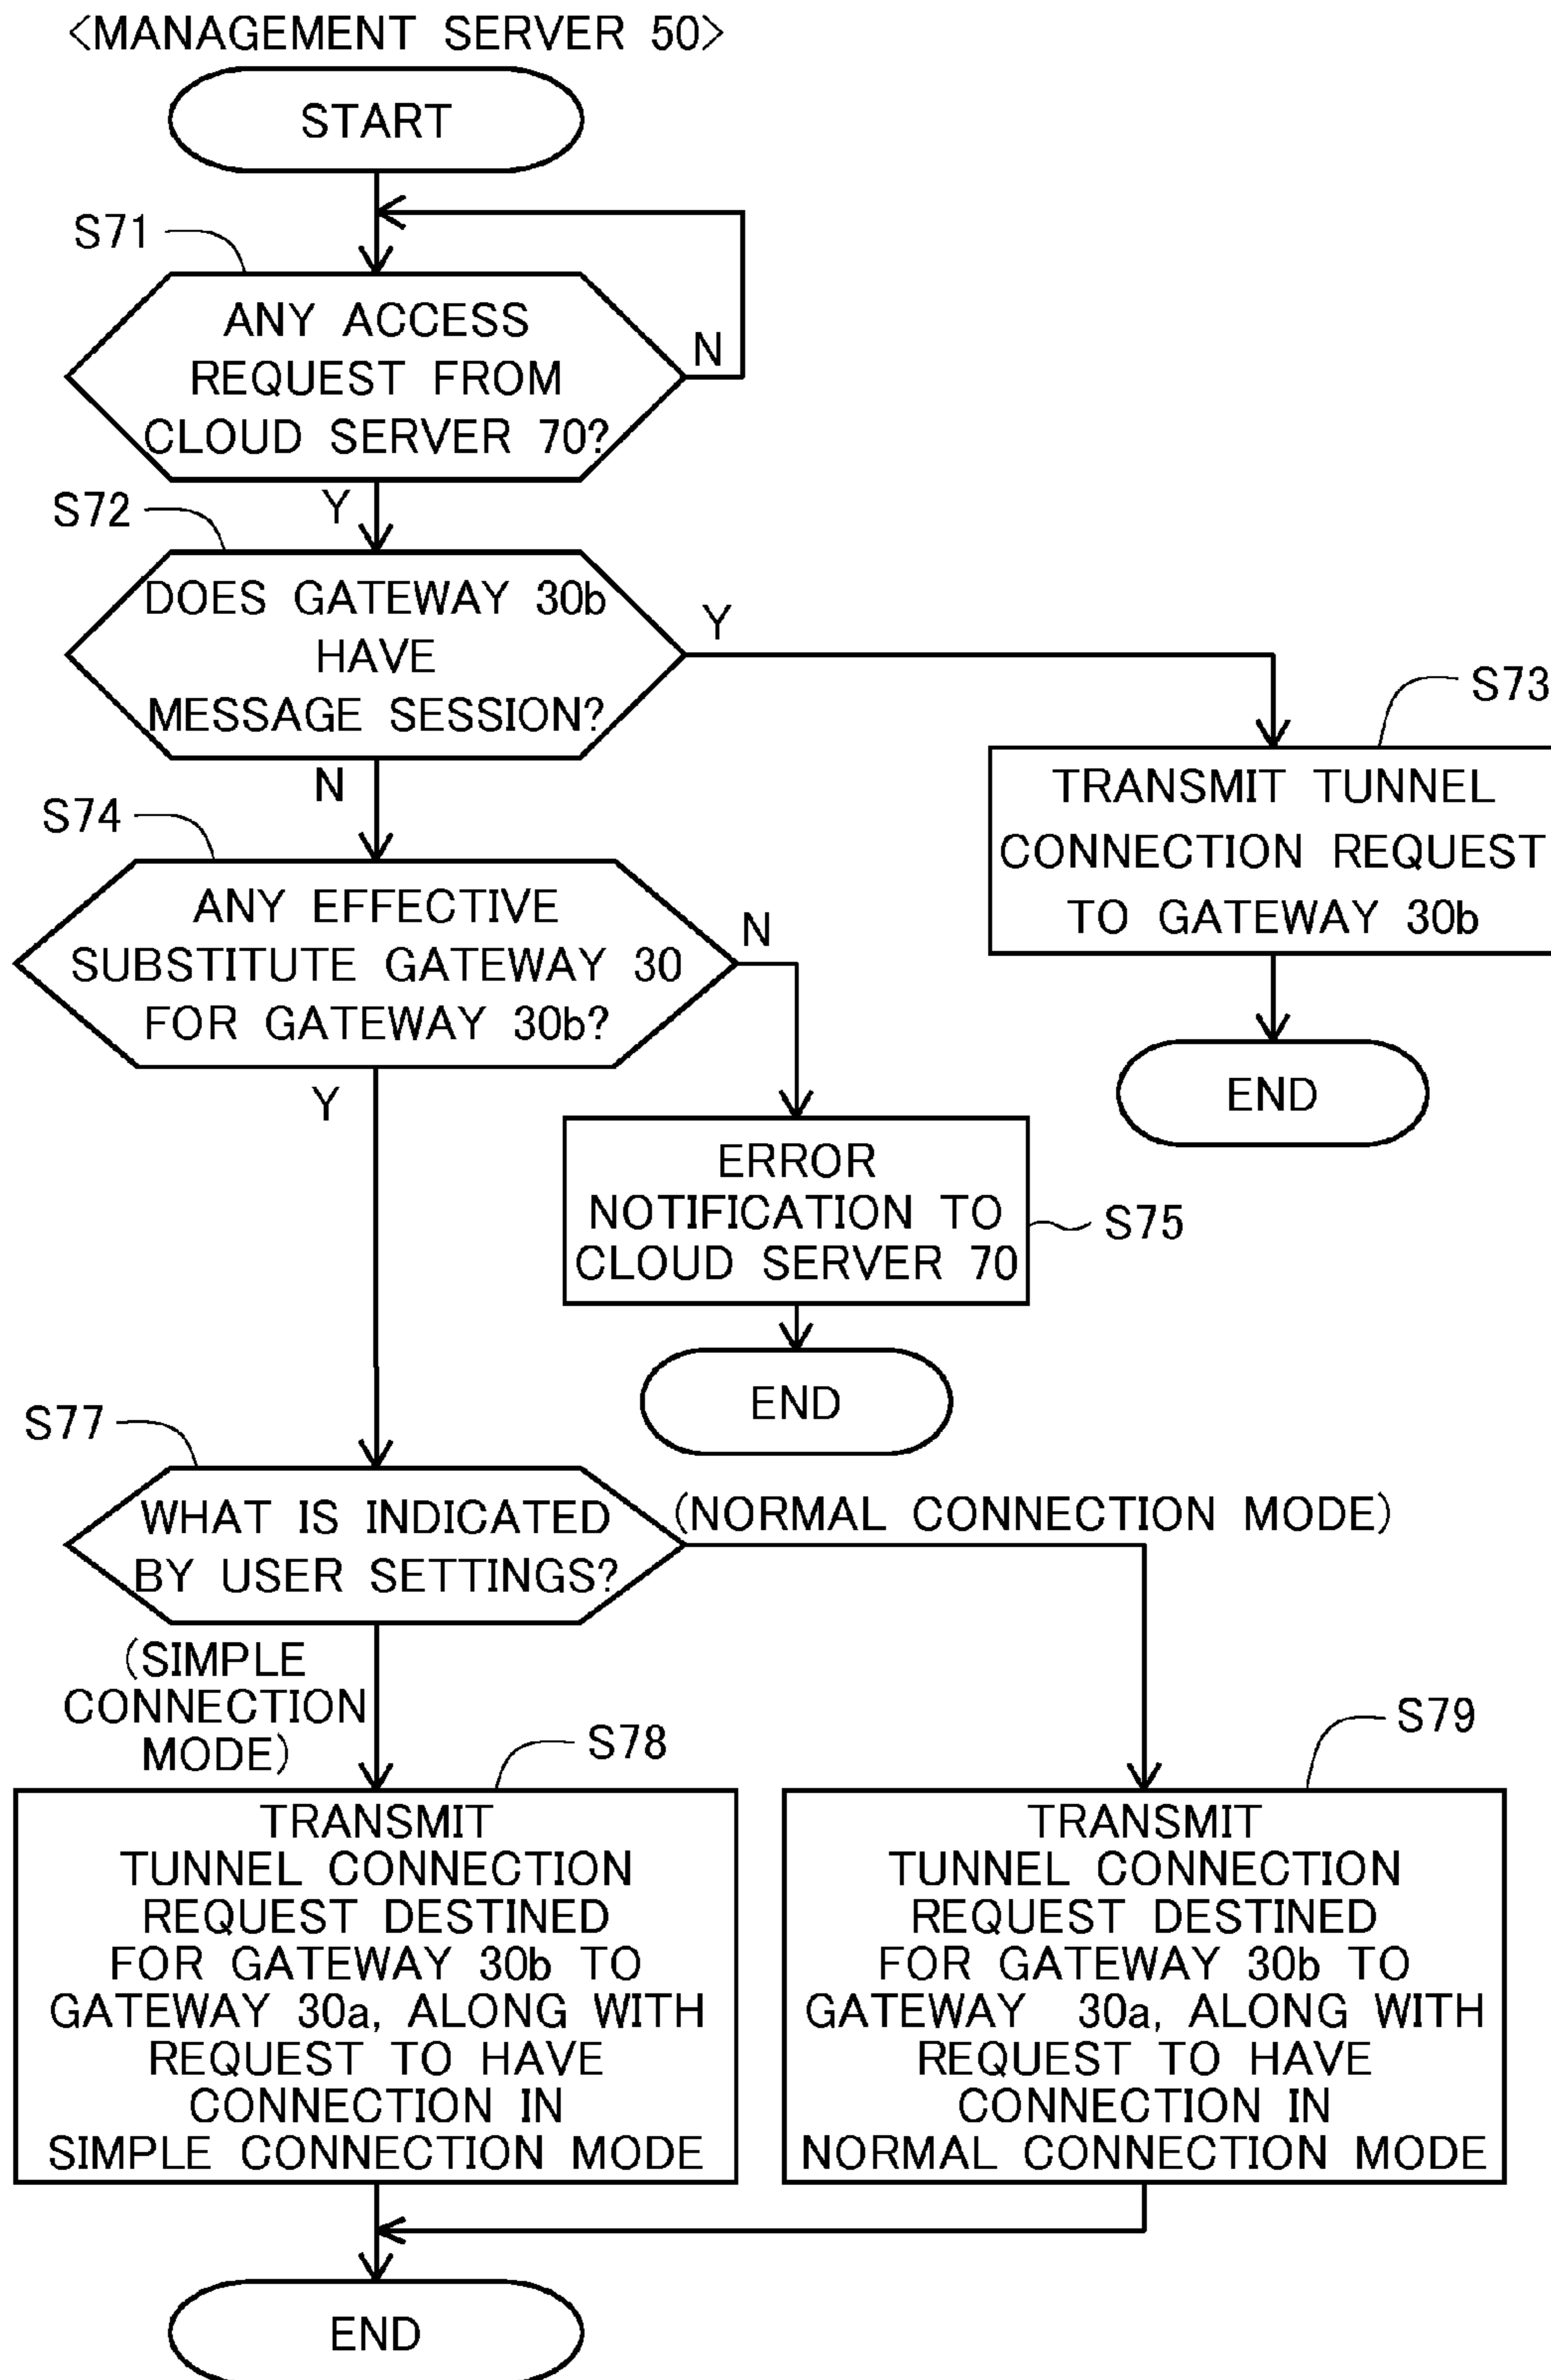 <MANAGEMENT SERVER 50>
START
S71
ANY ACCESS
REQUEST FROM
CLOUD SERVER 70?
N
Y
S72
DOES GATEWAY 30b
HAVE
MESSAGE SESSION?
Y
N
S73
TRANSMIT TUNNEL
CONNECTION REQUEST
TO GATEWAY 30b
END
S74
ANY EFFECTIVE
SUBSTITUTE GATEWAY 30
FOR GATEWAY 30b?
N
Y
ERROR
NOTIFICATION TO
CLOUD SERVER 70
S75
END
S77
WHAT IS INDICATED
BY USER SETTINGS?
(NORMAL CONNECTION MODE)
(SIMPLE
CONNECTION
MODE)
S78
TRANSMIT
TUNNEL CONNECTION
REQUEST DESTINED
FOR GATEWAY 30b TO
GATEWAY 30a, ALONG WITH
REQUEST TO HAVE
CONNECTION IN
SIMPLE CONNECTION MODE
S79
TRANSMIT
TUNNEL CONNECTION
REQUEST DESTINED
FOR GATEWAY 30b TO
GATEWAY 30a, ALONG WITH
REQUEST TO HAVE
CONNECTION IN
NORMAL CONNECTION MODE
END